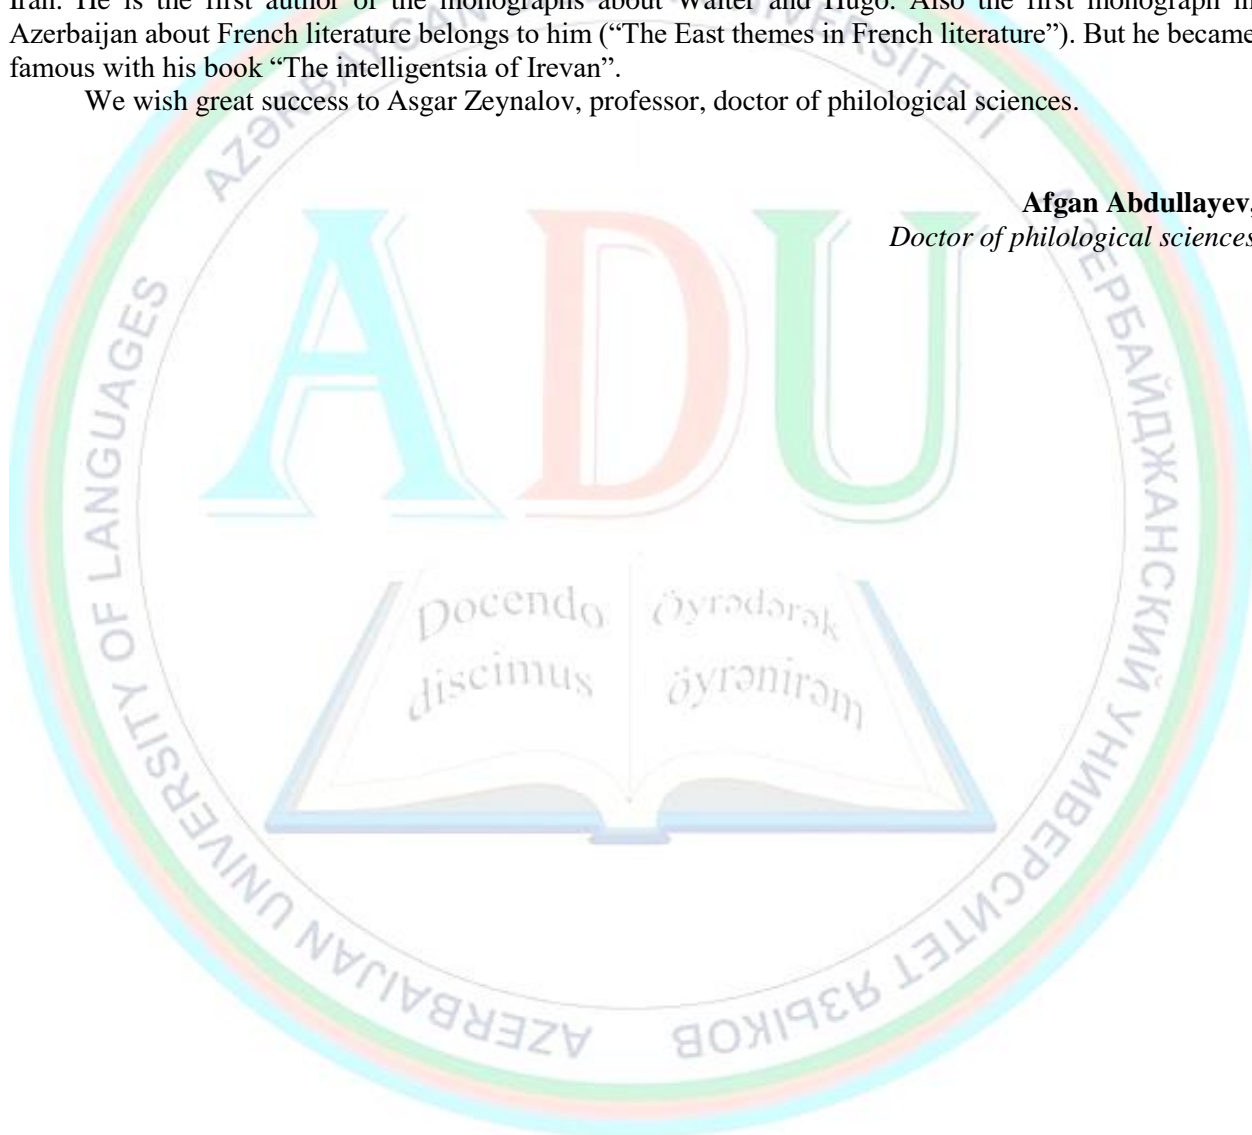 Iran. He is the first author of the monographs about Walter and Hugo. Also the first monograph in
Azerbaijan about French literature belongs to him (“The East themes in French literature”). But he became
famous with his book “The intelligentsia of Irevan”.
We wish great success to Asgar Zeynalov, professor, doctor of philological sciences.
Afgan Abdullayev,
Doctor of philological sciences
ADU
Docendo
discimus
Öyrədərək
öyrənirəm
AZERBAIJAN UNIVERSITY OF LANGUAGES
АЗЕРБАЙДЖАНСКИЙ УНИВЕРСИТЕТ ЯЗЫКОВ